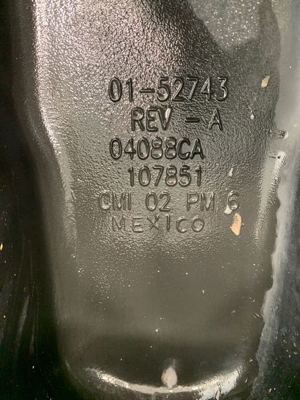 01-52743
REV - A
04088CA
107851
CMI 02 PM 6
MEXICO